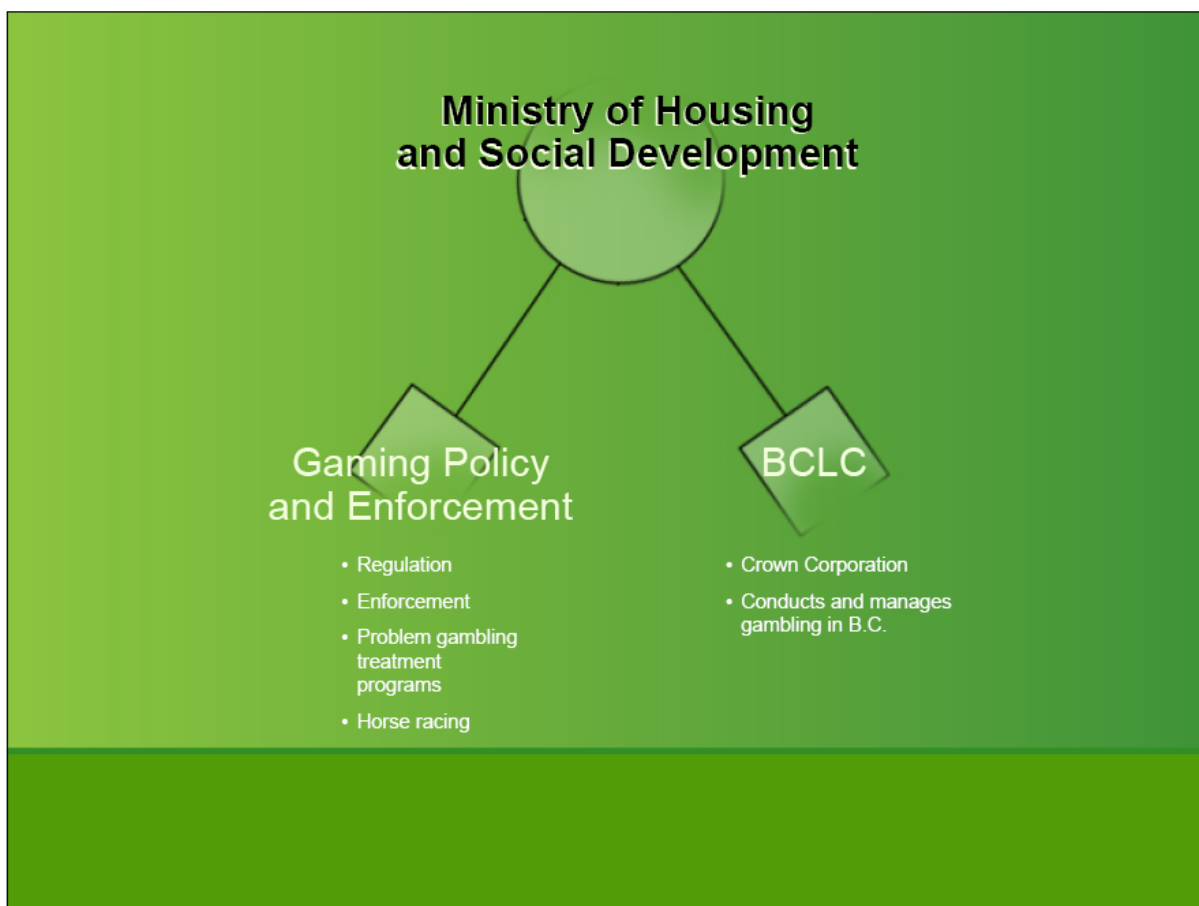 Ministry of Housing
and Social Development
Gaming Policy
and Enforcement
• Regulation
• Enforcement
• Problem gambling
treatment
programs
• Horse racing
BCLC
• Crown Corporation
• Conducts and manages
gambling in B.C.